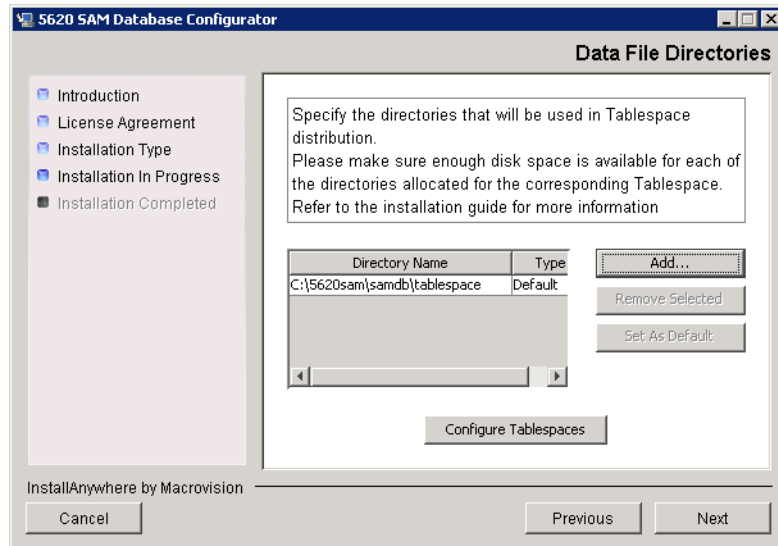 5620 SAM Database Configurator
Data File Directories
Introduction
License Agreement
Installation Type
Installation In Progress
Installation Completed
Specify the directories that will be used in Tablespace
distribution.
Please make sure enough disk space is available for each of
the directories allocated for the corresponding Tablespace.
Refer to the installation guide for more information
Directory Name Type
C:\5620sam\samdb\tablespace Default
Add...
Remove Selected
Set As Default
Configure Tablespaces
InstallAnywhere by Macrovision
Cancel Previous Next